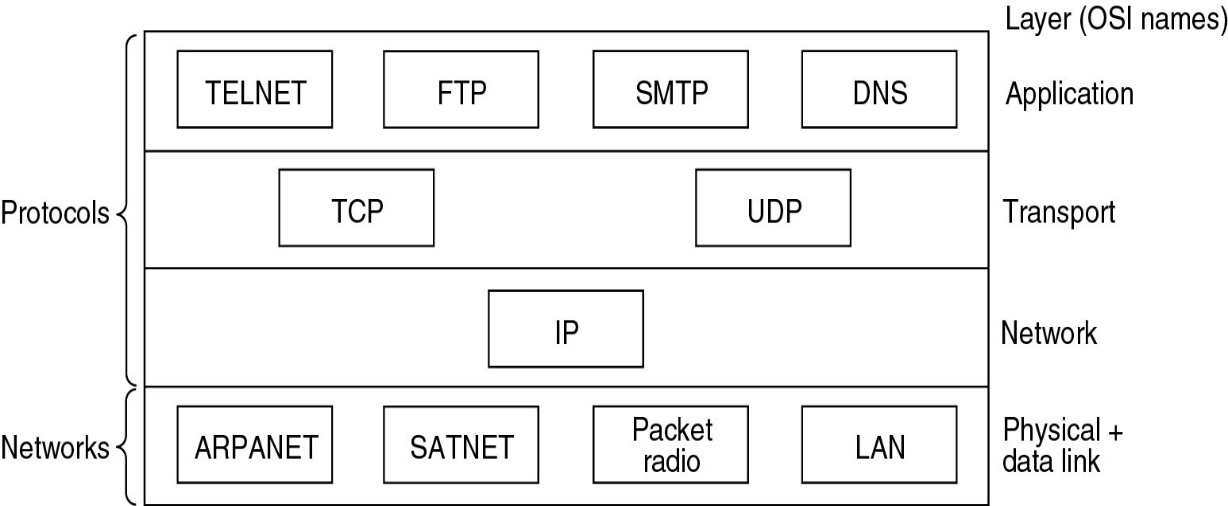 Layer (OSI names)
TELNET FTP SMTP DNS Application
Protocols TCP UDP Transport
IP Network
Networks ARPANET SATNET Packet
radio LAN Physical +
data link